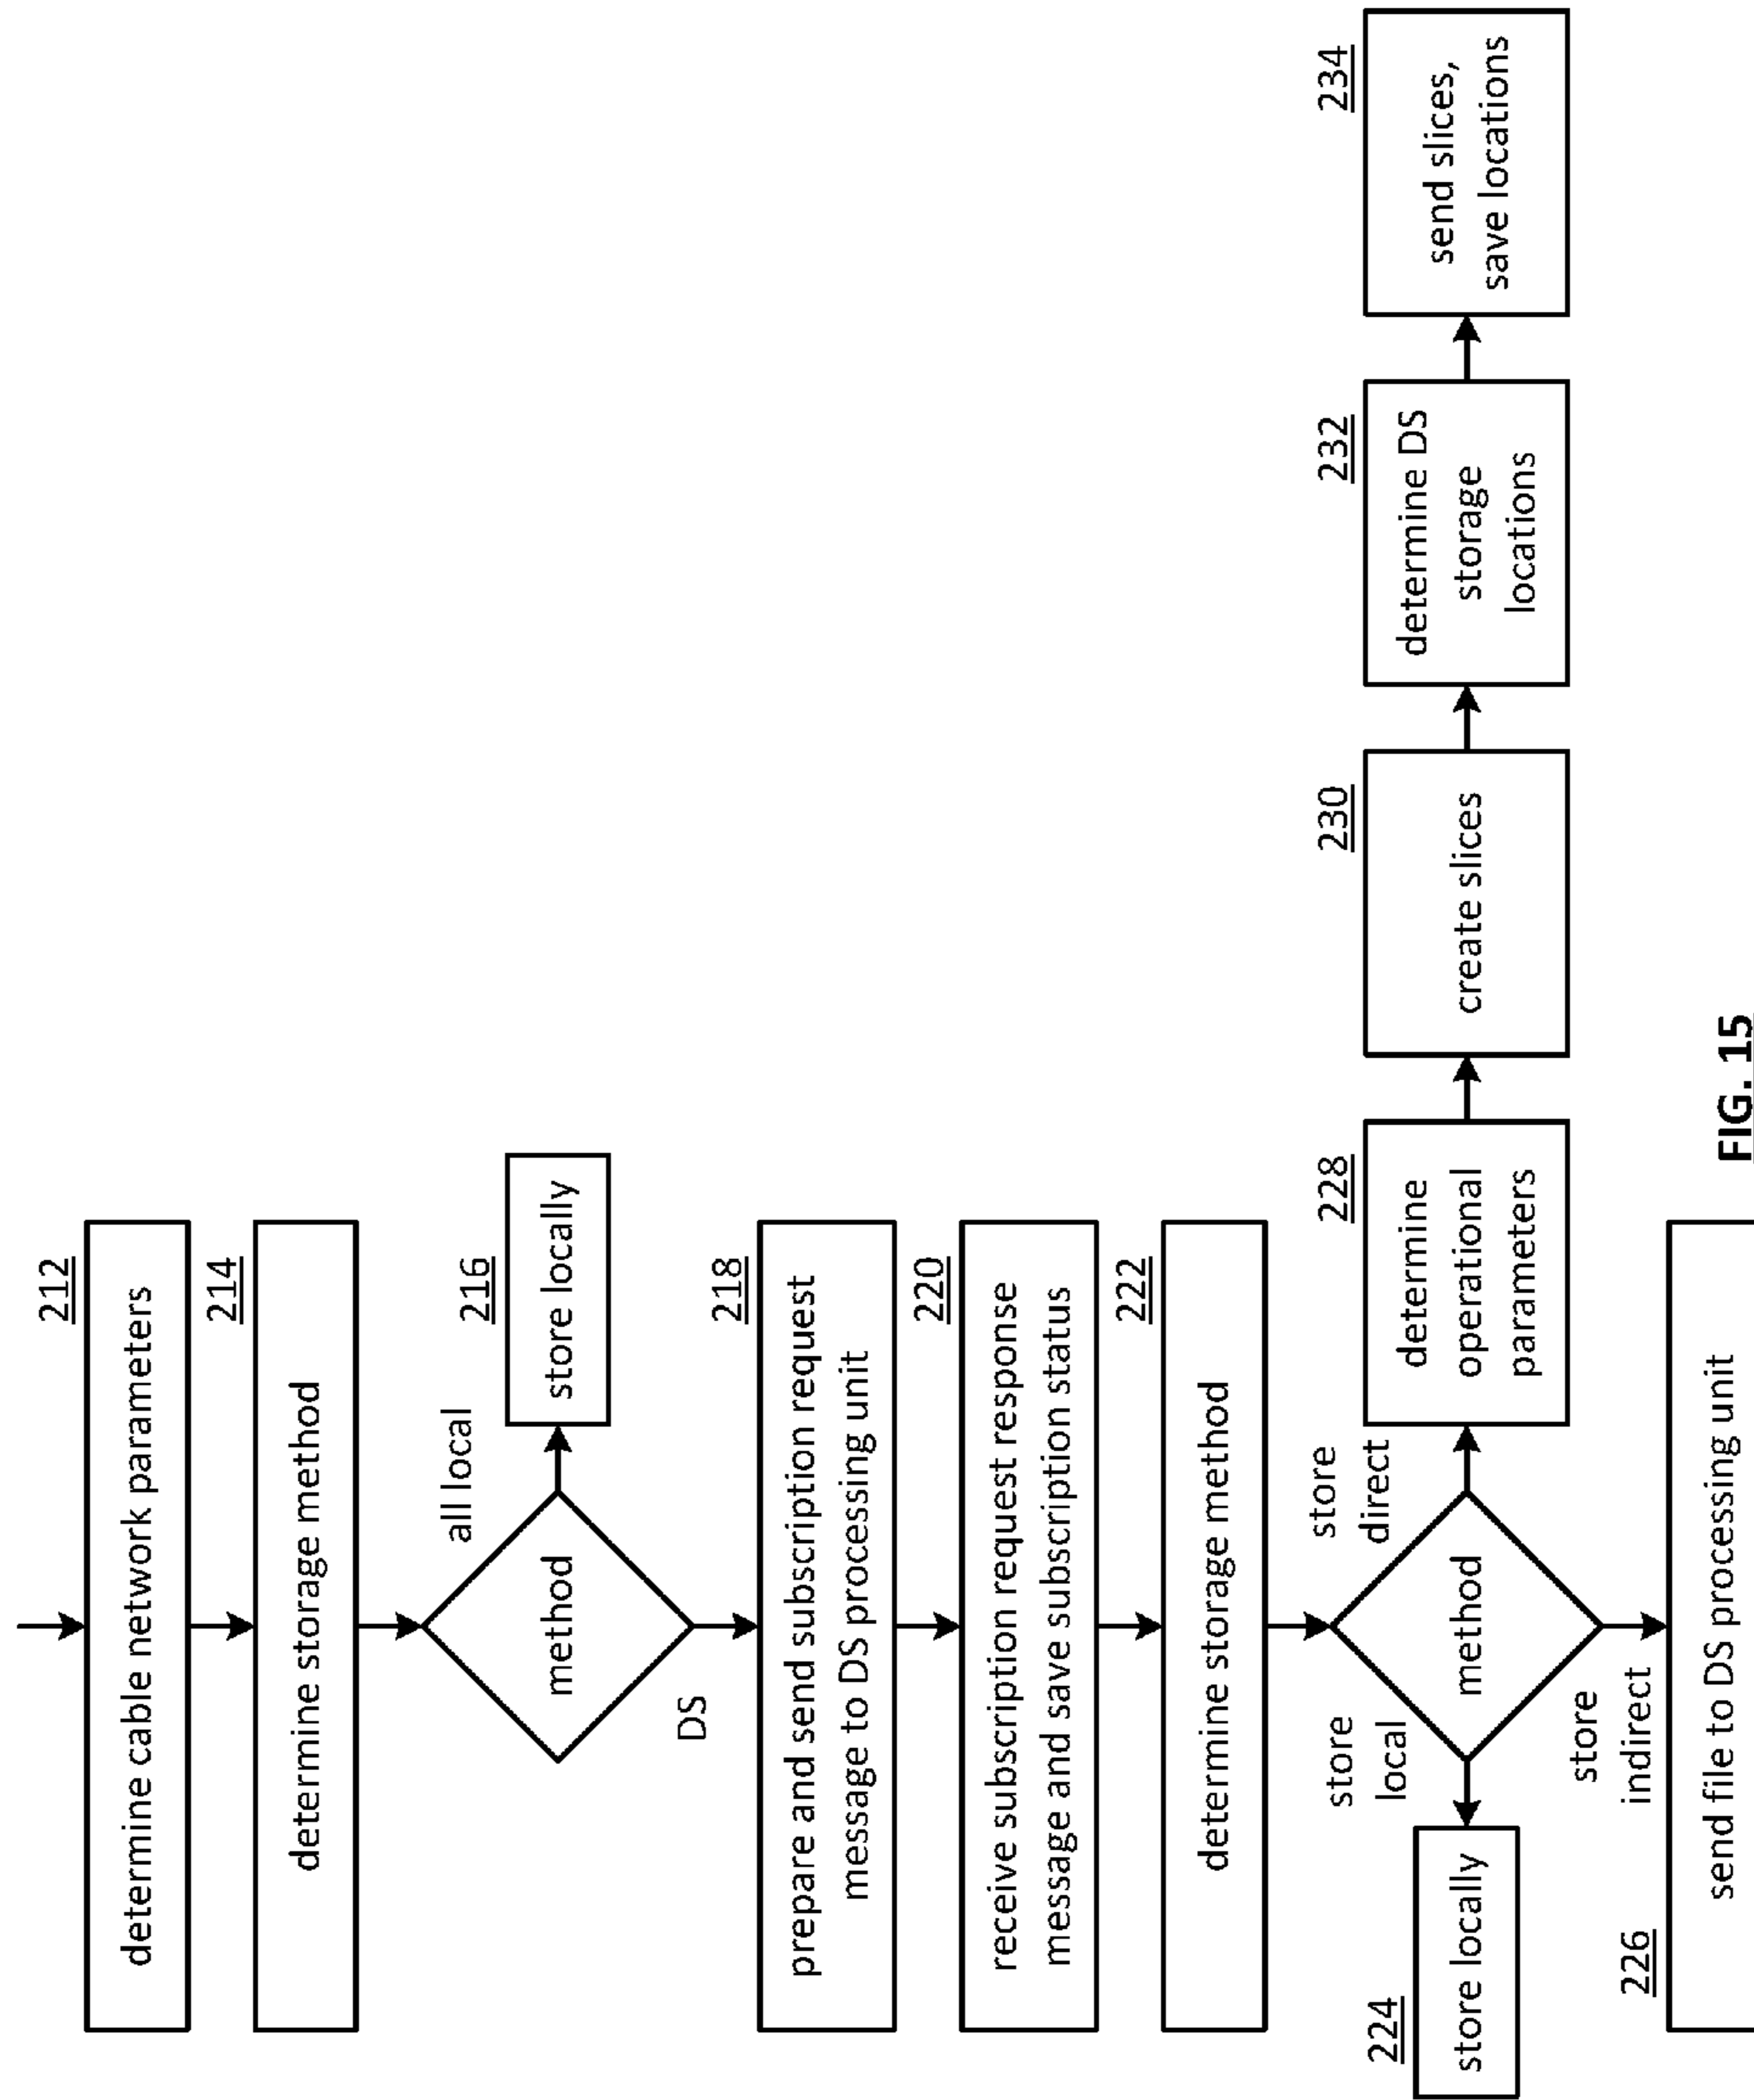 212
determine cable network parameters
214
determine storage method
method
all local
216
store locally
DS
218
prepare and send subscription request
message to DS processing unit
220
receive subscription request response
message and save subscription status
222
determine storage method
method
store
local
224
store locally
store
direct
228
determine
operational
parameters
230
create slices
232
determine DS
storage
locations
234
send slices,
save locations
store
indirect
226
send file to DS processing unit
FIG. 15